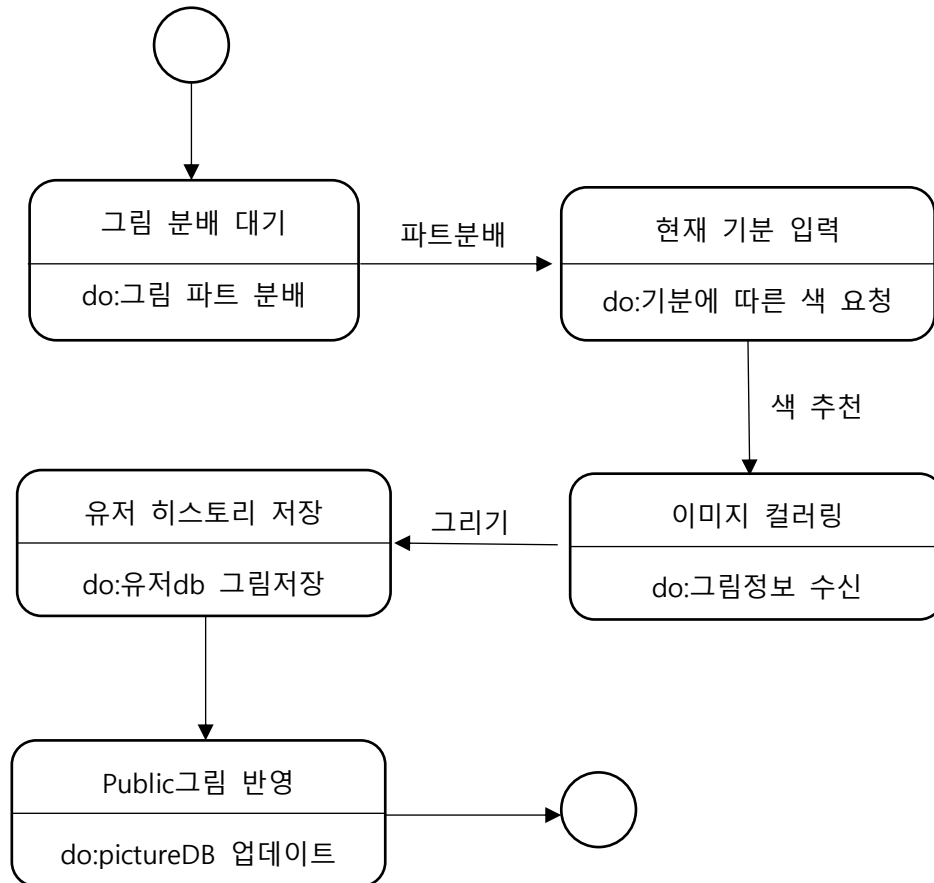 그림 분배 대기
do:그림 파트 분배
파트분배
현재 기분 입력
do:기분에 따른 색 요청
색 추천
이미지 컬러링
do:그림정보 수신
그리기
유저 히스토리 저장
do:유저db 그림저장
Public그림 반영
do:pictureDB 업데이트